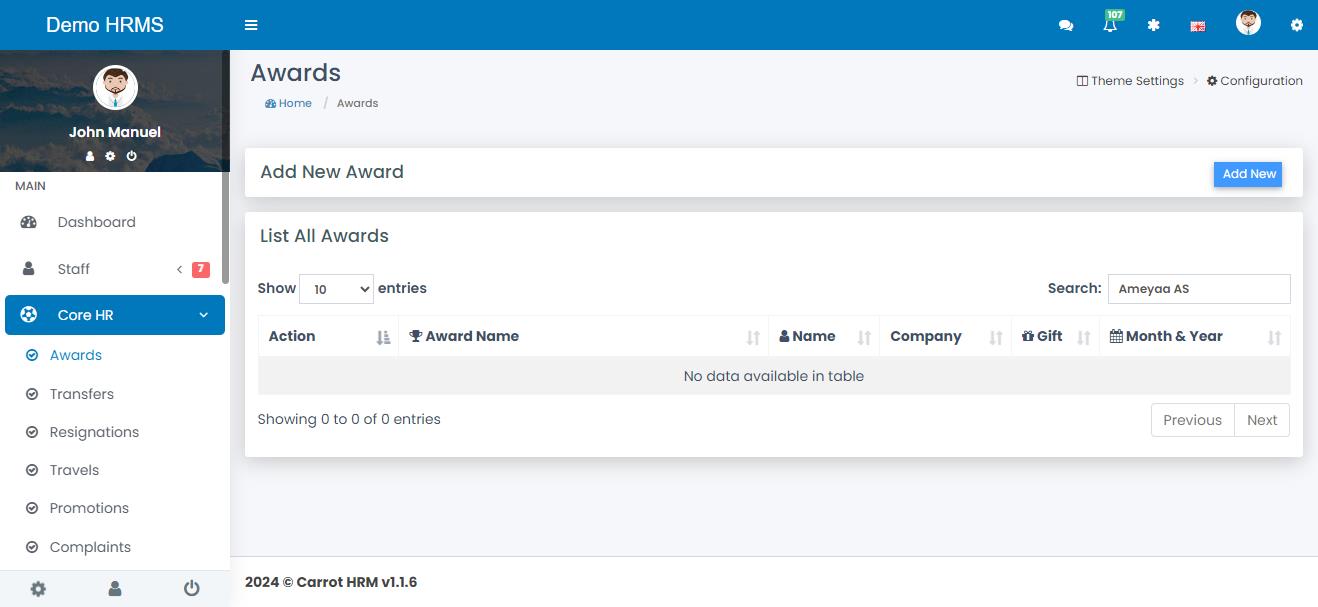 Demo HRMS
107
John Manuel
MAIN
Dashboard
Staff 7
Core HR
Awards
Transfers
Resignations
Travels
Promotions
Complaints
Awards
Home / Awards
Theme Settings > Configuration
Add New Award
Add New
List All Awards
Show 10 entries
Search: Ameyaa AS
Action Award Name Name Company Gift Month & Year
No data available in table
Showing 0 to 0 of 0 entries
Previous Next
2024 © Carrot HRM v1.1.6